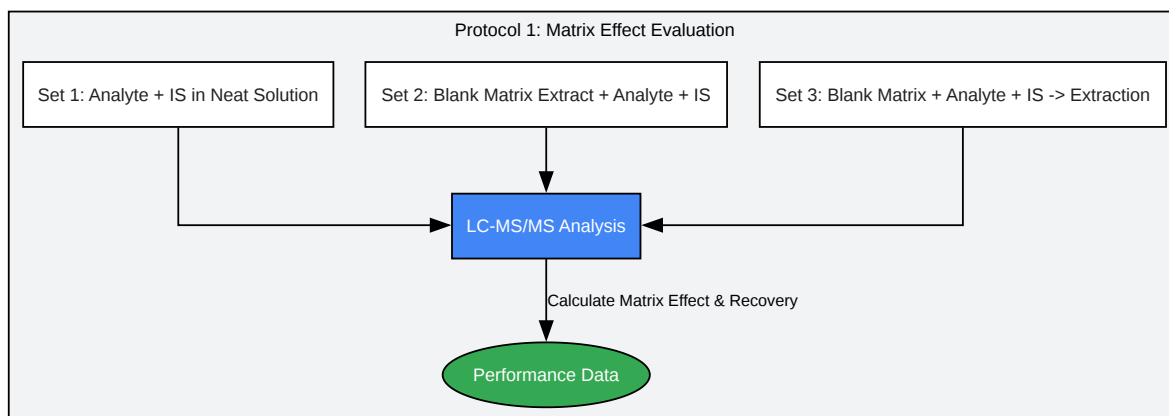 Protocol 1: Matrix Effect Evaluation
Set 1: Analyte + IS in Neat Solution
Set 2: Blank Matrix Extract + Analyte + IS
Set 3: Blank Matrix + Analyte + IS -> Extraction
LC-MS/MS Analysis
Calculate Matrix Effect & Recovery
Performance Data